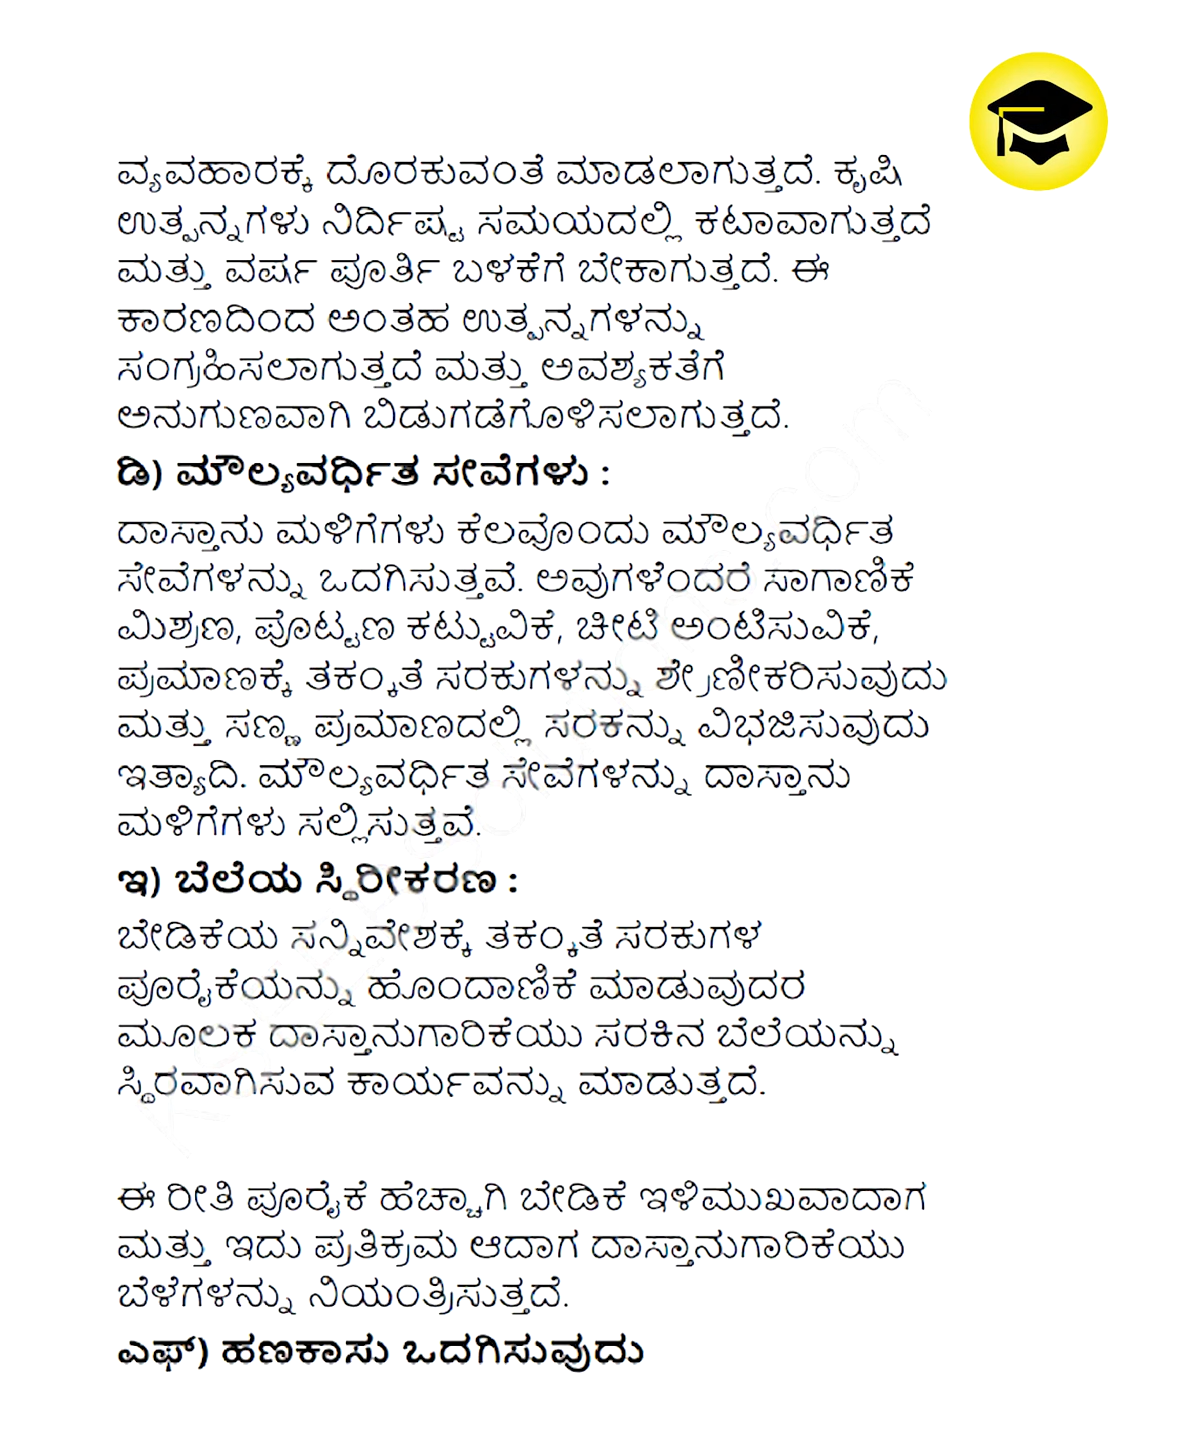 ವ್ಯವಹಾರಕ್ಕೆ ದೊರಕುವಂತೆ ಮಾಡಲಾಗುತ್ತದೆ. ಕೃಷಿ
ಉತ್ಪನ್ನಗಳು ನಿರ್ದಿಷ್ಟ ಸಮಯದಲ್ಲಿ ಕಟಾವಾಗುತ್ತದೆ
ಮತ್ತು ವರ್ಷ ಪೂರ್ತಿ ಬಳಕೆಗೆ ಬೇಕಾಗುತ್ತದೆ. ಈ
ಕಾರಣದಿಂದ ಅಂತಹ ಉತ್ಪನ್ನಗಳನ್ನು
ಸಂಗ್ರಹಿಸಲಾಗುತ್ತದೆ ಮತ್ತು ಅವಶ್ಯಕತೆಗೆ
ಅನುಗುಣವಾಗಿ ಬಿಡುಗಡೆಗೊಳಿಸಲಾಗುತ್ತದೆ.
ಡಿ) ಮೌಲ್ಯವರ್ಧಿತ ಸೇವೆಗಳು :
ದಾಸ್ತಾನು ಮಳಿಗೆಗಳು ಕೆಲವೊಂದು ಮೌಲ್ಯವರ್ಧಿತ
ಸೇವೆಗಳನ್ನು ಒದಗಿಸುತ್ತವೆ. ಅವುಗಳೆಂದರೆ ಸಾಗಾಣಿಕೆ
ಮಿಶ್ರಣ, ಪೊಟ್ಟಣ ಕಟ್ಟುವಿಕೆ, ಚೀಟಿ ಅಂಟಿಸುವಿಕೆ,
ಪ್ರಮಾಣಕ್ಕೆ ತಕಂಕತೆ ಸರಕುಗಳನ್ನು ಶ್ರೇಣೀಕರಿಸುವುದು
ಮತ್ತು ಸಣ್ಣ ಪ್ರಮಾಣದಲ್ಲಿ ಸರಕನ್ನು ವಿಭಜಿಸುವುದು
ಇತ್ಯಾದಿ. ಮೌಲ್ಯವರ್ಧಿತ ಸೇವೆಗಳನ್ನು ದಾಸ್ತಾನು
ಮಳಿಗೆಗಳು ಸಲ್ಲಿಸುತ್ತವೆ.
ಇ) ಬೆಲೆಯ ಸ್ಥಿರೀಕರಣ :
ಬೇಡಿಕೆಯ ಸನ್ನಿವೇಶಕ್ಕೆ ತಕಂಕತೆ ಸರಕುಗಳ
ಪೂರೈಕೆಯನ್ನು ಹೊಂದಾಣಿಕೆ ಮಾಡುವುದರ
ಮೂಲಕ ದಾಸ್ತಾನುಗಾರಿಕೆಯು ಸರಕಿನ ಬೆಲೆಯನ್ನು
ಸ್ಥಿರವಾಗಿಸುವ ಕಾರ್ಯವನ್ನು ಮಾಡುತ್ತದೆ.
ಈ ರೀತಿ ಪೂರೈಕೆ ಹೆಚ್ಚಾಗಿ ಬೇಡಿಕೆ ಇಳಿಮುಖವಾದಾಗ
ಮತ್ತು ಇದು ಪ್ರತಿಕ್ರಮ ಆದಾಗ ದಾಸ್ತಾನುಗಾರಿಕೆಯು
ಬೆಳೆಗಳನ್ನು ನಿಯಂತ್ರಿಸುತ್ತದೆ.
ಎಫ್) ಹಣಕಾಸು ಒದಗಿಸುವುದು